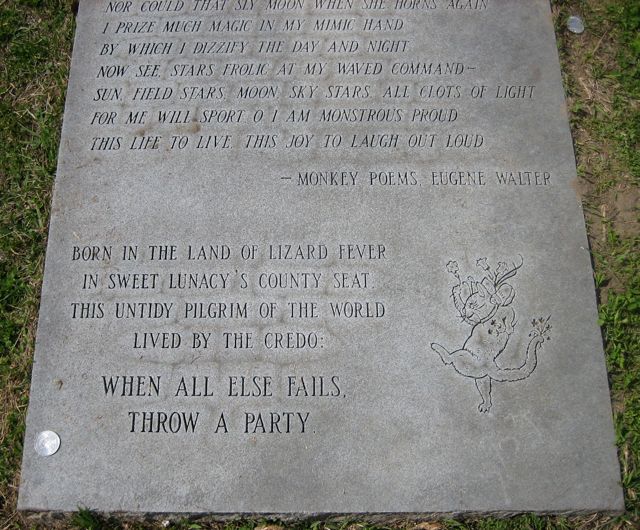 NOR COULD THAT SLY MOON WHEN SHE HORNS AGAIN
I PRIZE MUCH MAGIC IN MY MIMIC HAND
BY WHICH I DIZZIFY THE DAY AND NIGHT.
NOW SEE, STARS FROLIC AT MY WAVED COMMAND—
SUN, FIELD STARS, MOON, SKY STARS, ALL CLOTS OF LIGHT
FOR ME WILL SPORT. O I AM MONSTROUS PROUD
THIS LIFE TO LIVE, THIS JOY TO LAUGH OUT LOUD.
— MONKEY POEMS, EUGENE WALTER
BORN IN THE LAND OF LIZARD FEVER
IN SWEET LUNACY'S COUNTY SEAT
THIS UNTIDY PILGRIM OF THE WORLD
LIVED BY THE CREDO:
WHEN ALL ELSE FAILS,
THROW A PARTY.